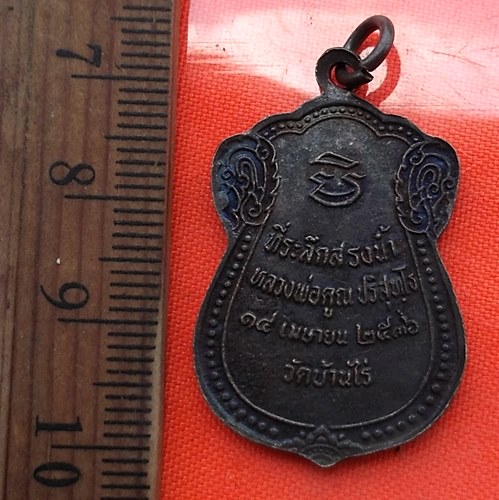 7
8
9
10
ที่ระลึกสรงน้ำ
หลวงพ่อคูณ ปริสุทฺโธ
๑๔ เมษายน ๒๕๓๖
วัดบ้านไร่